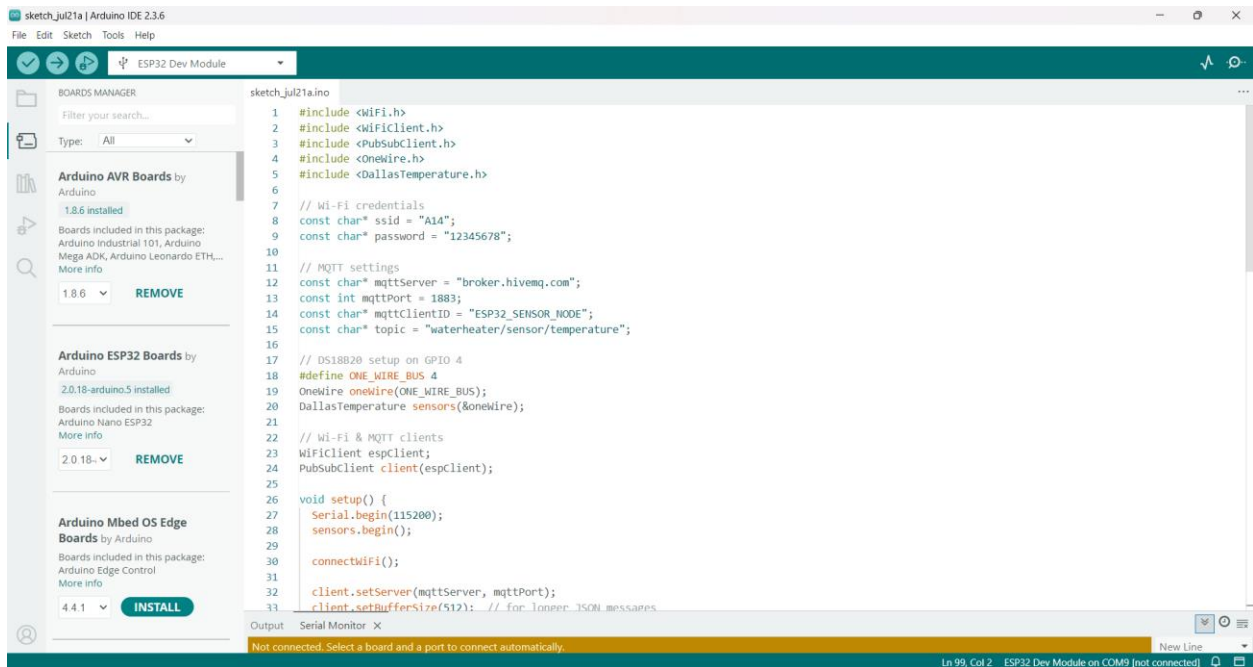 sketch_jul21a | Arduino IDE 2.3.6
File Edit Sketch Tools Help
ESP32 Dev Module
BOARDS MANAGER
Filter your search...
Type: All
Arduino AVR Boards by
Arduino
1.8.6 installed
Boards included in this package:
Arduino Industrial 101, Arduino
Mega ADK, Arduino Leonardo ETH,...
More info
1.8.6 REMOVE
Arduino ESP32 Boards by
Arduino
2.0.18-arduino.5 installed
Boards included in this package:
Arduino Nano ESP32
More info
2.0.18-. REMOVE
Arduino Mbed OS Edge
Boards by Arduino
Boards included in this package:
Arduino Edge Control
More info
4.4.1 INSTALL
sketch_jul21a.ino
1 #include <WiFi.h>
2 #include <WiFiClient.h>
3 #include <PubSubClient.h>
4 #include <OneWire.h>
5 #include <DallasTemperature.h>
6
7 // Wi-Fi credentials
8 const char* ssid = "A14";
9 const char* password = "12345678";
10
11 // MQTT settings
12 const char* mqttServer = "broker.hivemq.com";
13 const int mqttPort = 1883;
14 const char* mqttClientID = "ESP32_SENSOR_NODE";
15 const char* topic = "waterheater/sensor/temperature";
16
17 // DS18B20 setup on GPIO 4
18 #define ONE_WIRE_BUS 4
19 OneWire oneWire(ONE_WIRE_BUS);
20 DallasTemperature sensors(&oneWire);
21
22 // Wi-Fi & MQTT clients
23 WiFiClient espClient;
24 PubSubClient client(espClient);
25
26 void setup() {
27 Serial.begin(115200);
28 sensors.begin();
29
30 connectWiFi();
31
32 client.setServer(mqttServer, mqttPort);
33 client.setBufferSize(512); // for longer JSON messages
Output Serial Monitor X
Not connected. Select a board and a port to connect automatically.
New Line
Ln 99, Col 2 ESP32 Dev Module on COM9 [not connected]